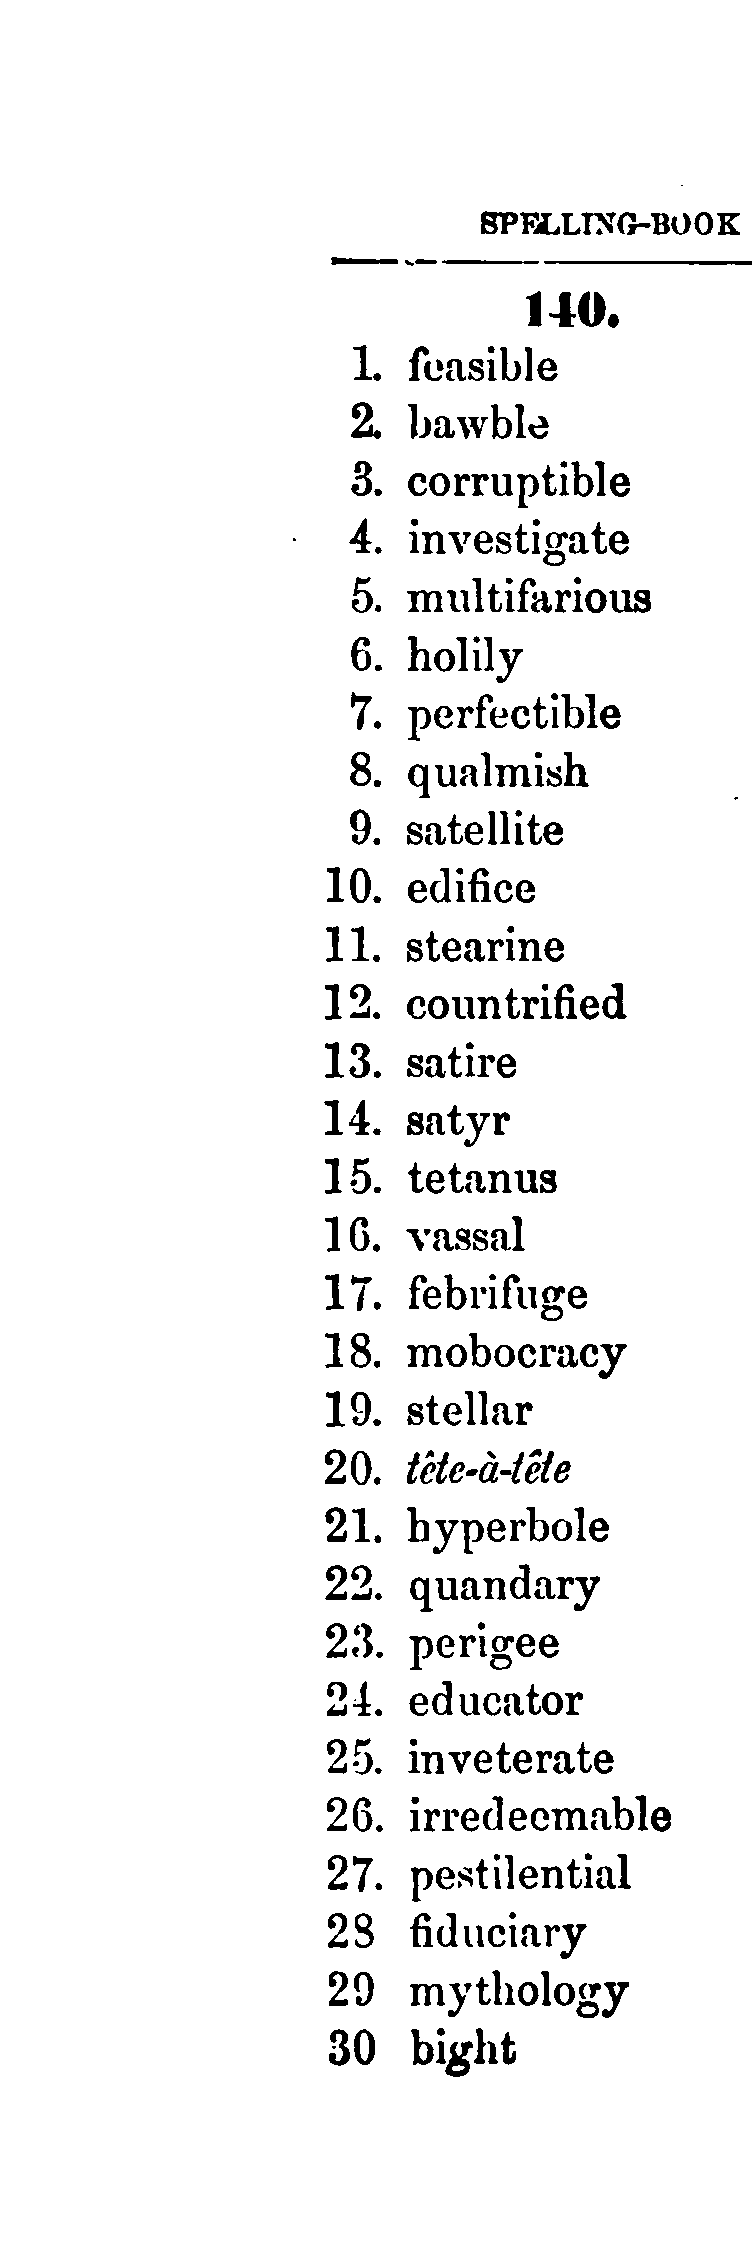 SPELLING-BOOK
140.
1. feasible
2. bawble
3. corruptible
4. investigate
5. multifarious
6. holily
7. perfectible
8. qualmish
9. satellite
10. edifice
11. stearine
12. countrified
13. satire
14. satyr
15. tetanus
16. vassal
17. febrifuge
18. mobocracy
19. stellar
20. tête-à-tête
21. hyperbole
22. quandary
23. perigee
24. educator
25. inveterate
26. irredeemable
27. pestilential
28 fiduciary
29 mythology
30 bight